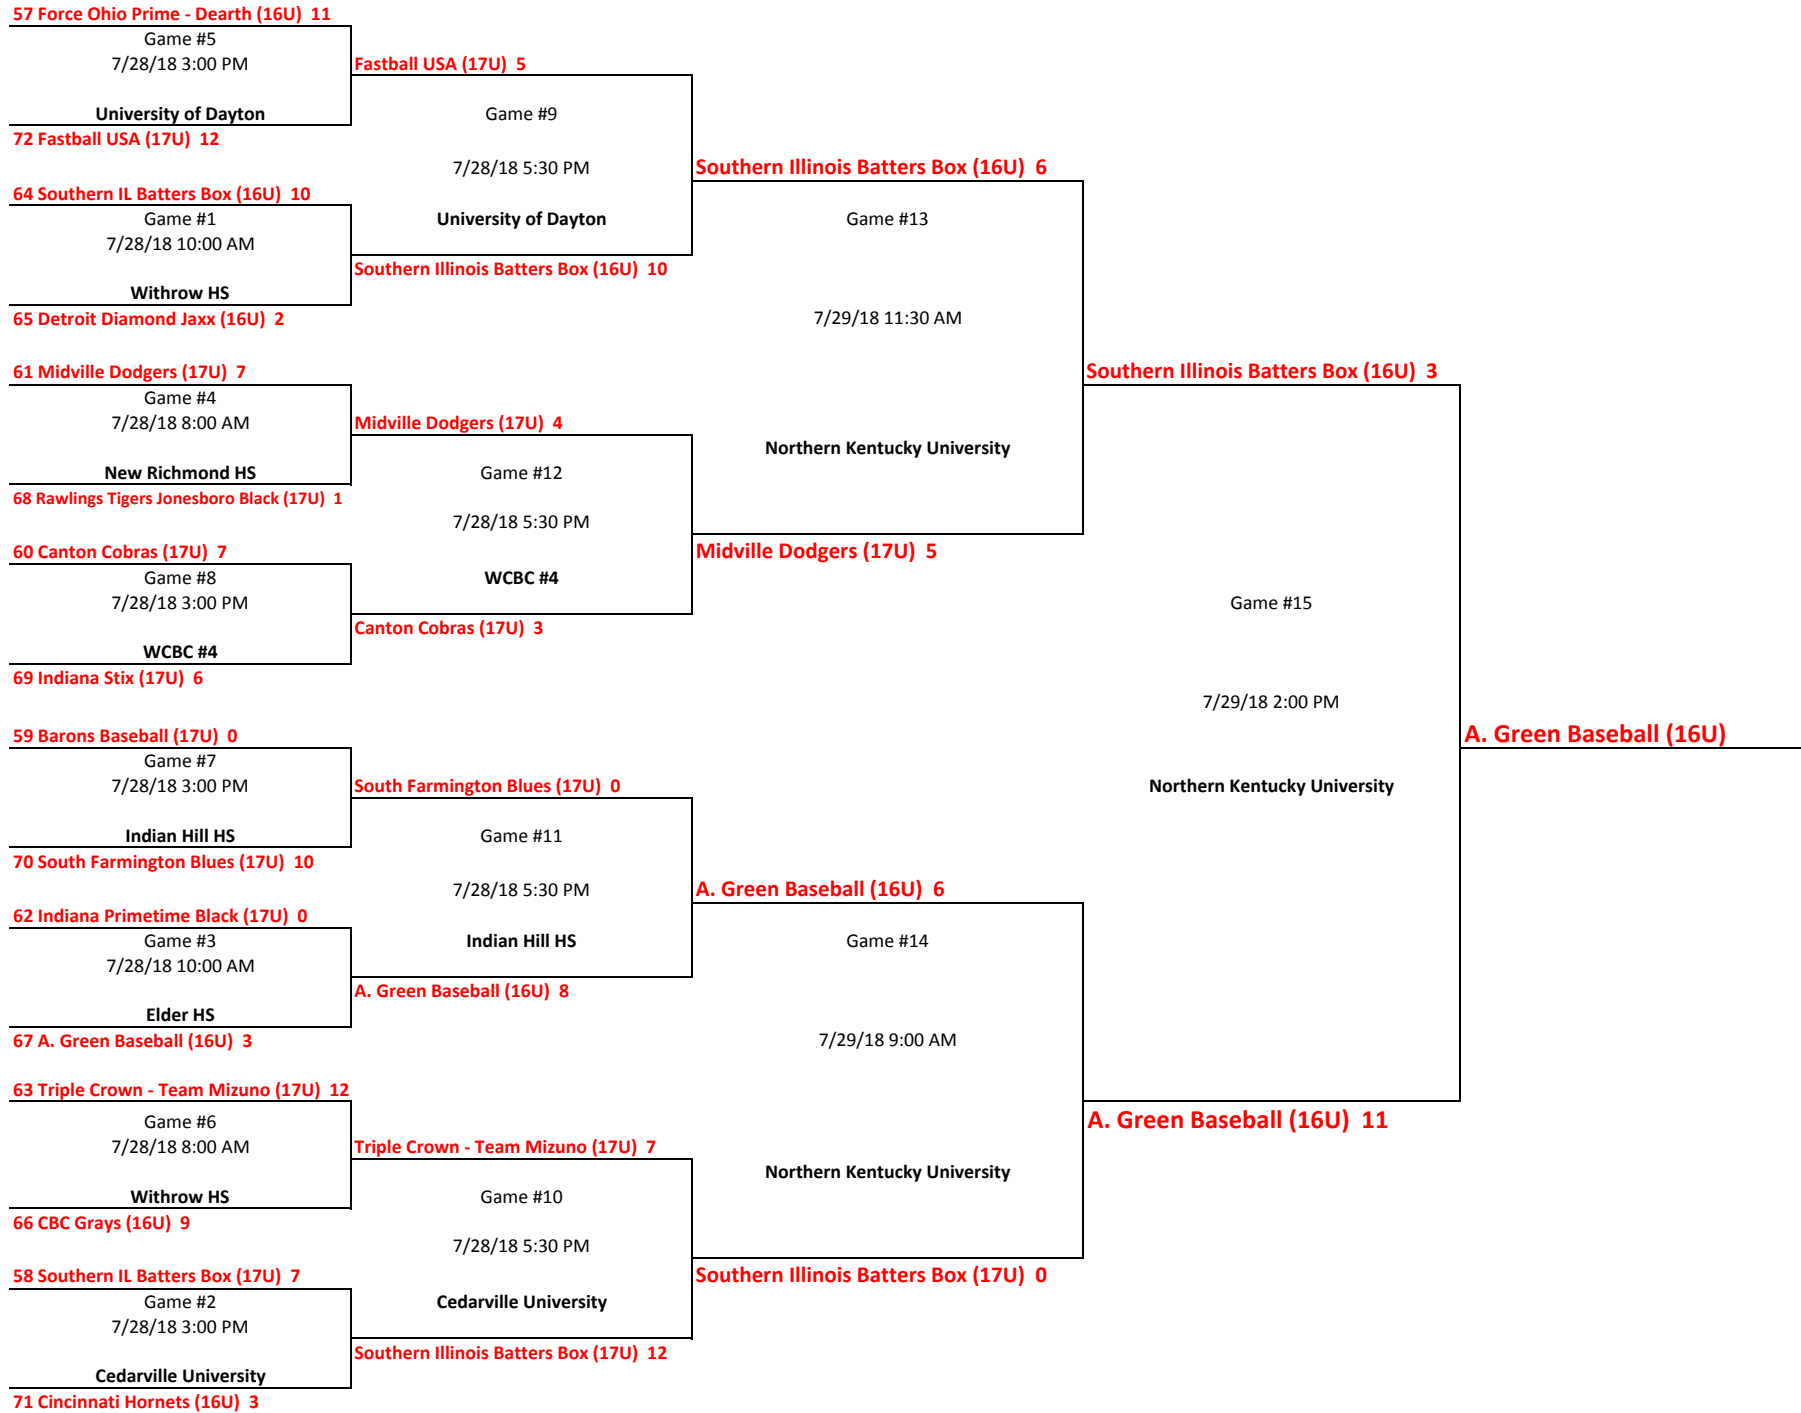 57 Force Ohio Prime - Dearth (16U)  11
Game #5
7/28/18 3:00 PM
University of Dayton
72 Fastball USA (17U)  12
64 Southern IL Batters Box (16U)  10
Game #1
7/28/18 10:00 AM
Withrow HS
65 Detroit Diamond Jaxx (16U)  2
61 Midville Dodgers (17U)  7
Game #4
7/28/18 8:00 AM
New Richmond HS
68 Rawlings Tigers Jonesboro Black (17U)  1
60 Canton Cobras (17U)  7
Game #8
7/28/18 3:00 PM
WCBC #4
69 Indiana Stix (17U)  6
59 Barons Baseball (17U)  0
Game #7
7/28/18 3:00 PM
Indian Hill HS
70 South Farmington Blues (17U)  10
62 Indiana Primetime Black (17U)  0
Game #3
7/28/18 10:00 AM
Elder HS
67 A. Green Baseball (16U)  3
63 Triple Crown - Team Mizuno (17U)  12
Game #6
7/28/18 8:00 AM
Withrow HS
66 CBC Grays (16U)  9
58 Southern IL Batters Box (17U)  7
Game #2
7/28/18 3:00 PM
Cedarville University
71 Cincinnati Hornets (16U)  3
Fastball USA (17U)  5
Game #9
7/28/18 5:30 PM
University of Dayton
Southern Illinois Batters Box (16U)  10
Midville Dodgers (17U)  4
Game #12
7/28/18 5:30 PM
WCBC #4
Canton Cobras (17U)  3
South Farmington Blues (17U)  0
Game #11
7/28/18 5:30 PM
Indian Hill HS
A. Green Baseball (16U)  8
Triple Crown - Team Mizuno (17U)  7
Game #10
7/28/18 5:30 PM
Cedarville University
Southern Illinois Batters Box (17U)  12
Southern Illinois Batters Box (16U)  6
Game #13
7/29/18 11:30 AM
Northern Kentucky University
Midville Dodgers (17U)  5
A. Green Baseball (16U)  6
Game #14
7/29/18 9:00 AM
Northern Kentucky University
Southern Illinois Batters Box (17U)  0
Southern Illinois Batters Box (16U)  3
Game #15
7/29/18 2:00 PM
Northern Kentucky University
A. Green Baseball (16U)  11
A. Green Baseball (16U)